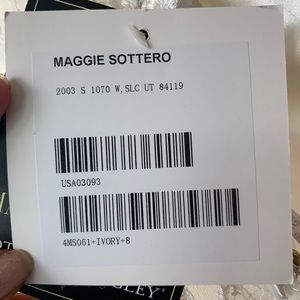 MAGGIE SOTTERO
2003 S 1070 W, SLC UT 84119
USA03093
4MS061+IVORY+8